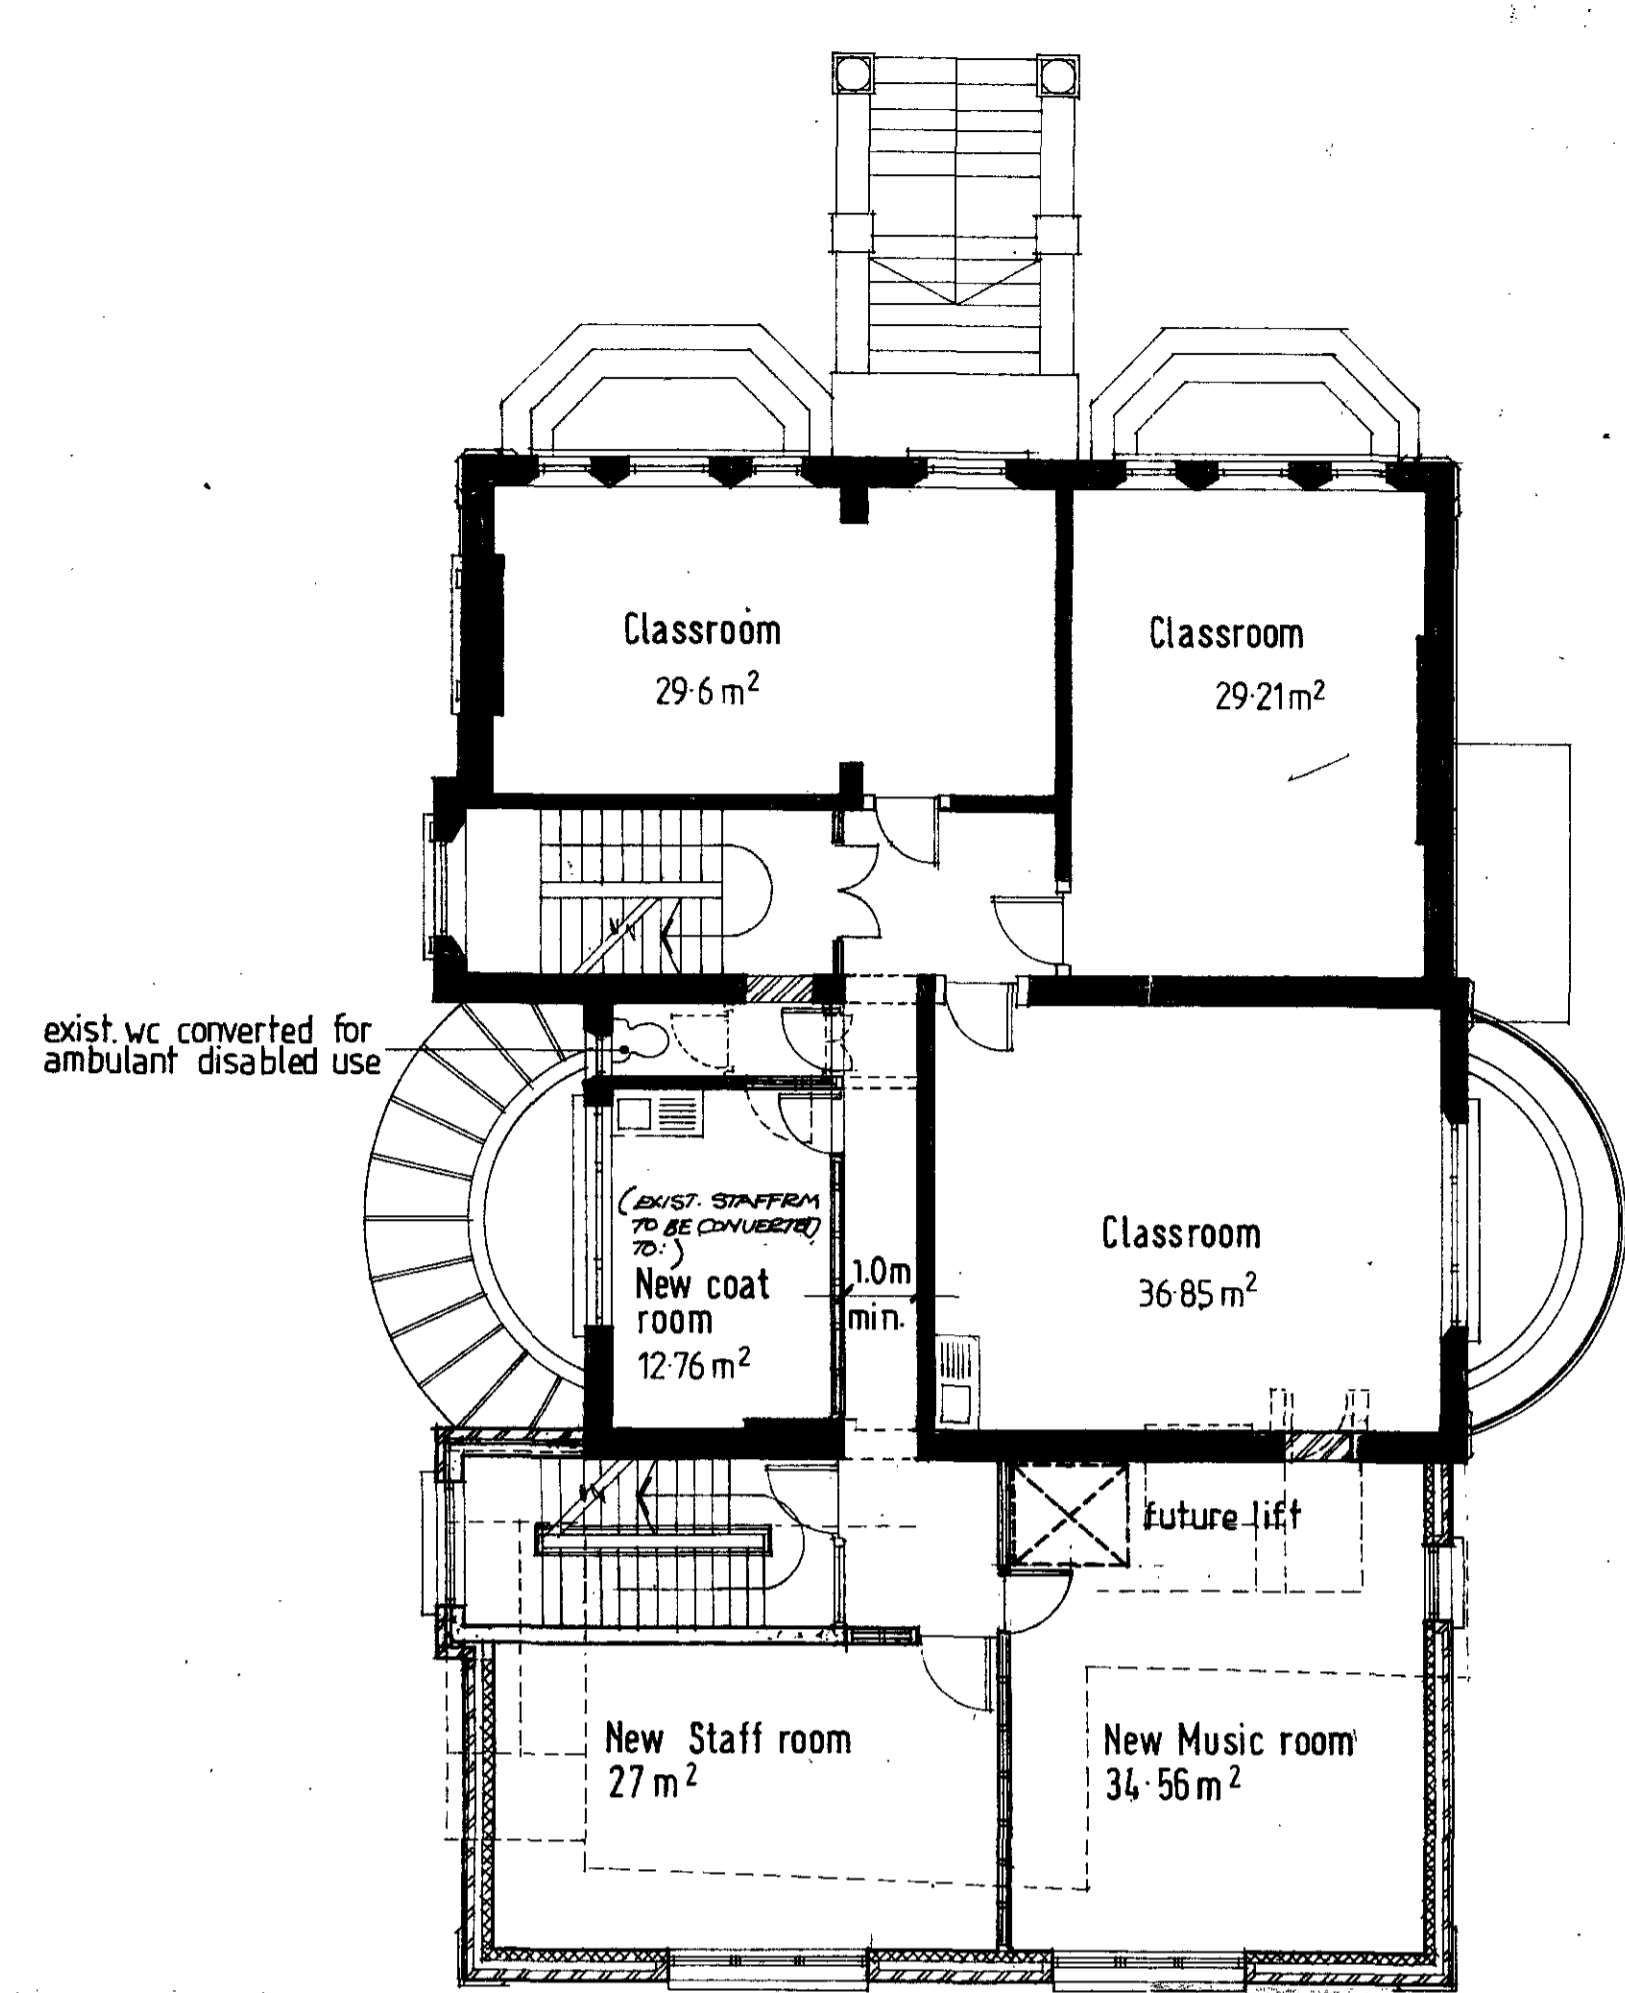 Classroom
29·6 m²
Classroom
29·21 m²
exist. wc converted for
ambulant disabled use
(EXIST. STAFFRM
TO BE CONVERTED
TO:)
New coat
room
12·76 m²
1.0m
min.
Classroom
36·85 m²
future lift
New Staff room
27 m²
New Music room
34·56 m²